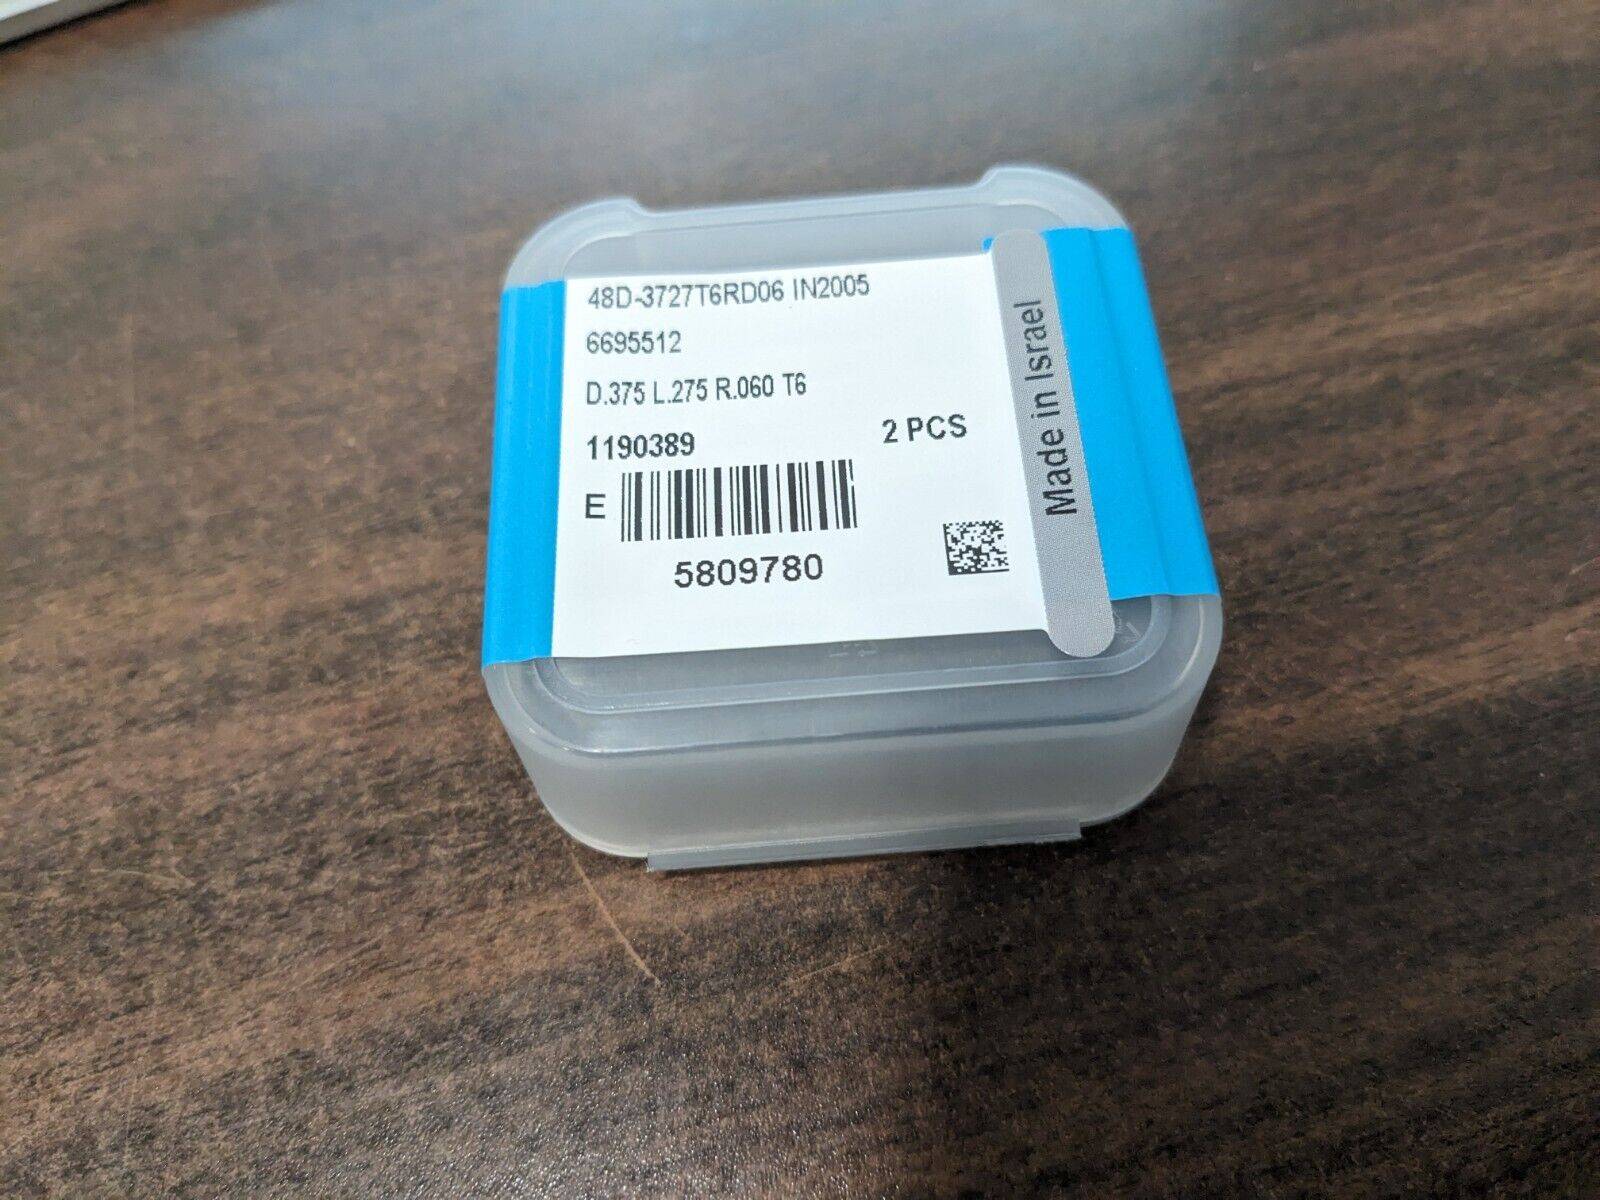 48D-3727T6RD06 IN2005
6695512
D.375 L.275 R.060 T6
1190389
2 PCS
E
5809780
Made in Israel